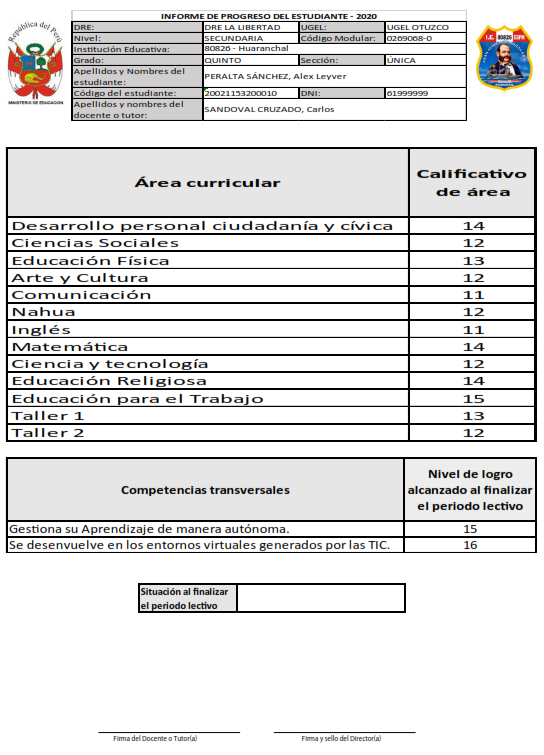 INFORME DE PROGRESO DEL ESTUDIANTE - 2020
DRE: DRE LA LIBERTAD UGEL: UGEL OTUZCO
Nivel: SECUNDARIA Código Modular: 0269068-0
Institución Educativa: 80826 - Huaranchal
Grado: QUINTO Sección: ÚNICA
Apellidos y Nombres del estudiante: PERALTA SÁNCHEZ, Alex Leyver
Código del estudiante: 20021153200010 DNI: 61999999
Apellidos y nombres del docente o tutor: SANDOVAL CRUZADO, Carlos
República del Perú
MINISTERIO DE EDUCACION
I.E. 80826
Área curricular Calificativo de área
Desarrollo personal ciudadanía y cívica 14
Ciencias Sociales 12
Educación Física 13
Arte y Cultura 12
Comunicación 11
Nahua 12
Inglés 11
Matemática 14
Ciencia y tecnología 12
Educación Religiosa 14
Educación para el Trabajo 15
Taller 1 13
Taller 2 12
Competencias transversales Nivel de logro alcanzado al finalizar el periodo lectivo
Gestiona su Aprendizaje de manera autónoma. 15
Se desenvuelve en los entornos virtuales generados por las TIC. 16
Situación al finalizar
el periodo lectivo
Firma del Docente o Tutor(a) Firma y sello del Director(a)